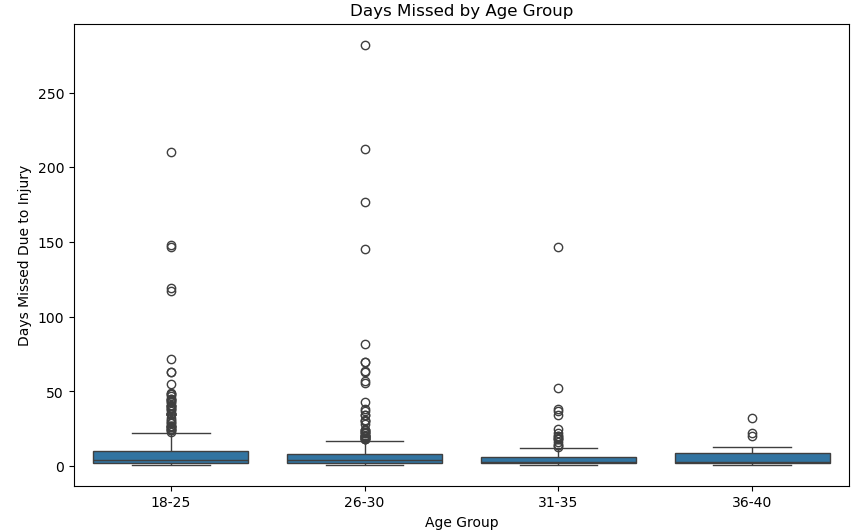 Days Missed by Age Group
Days Missed Due to Injury
250
200
150
100
50
0
18-25 26-30 31-35 36-40
Age Group